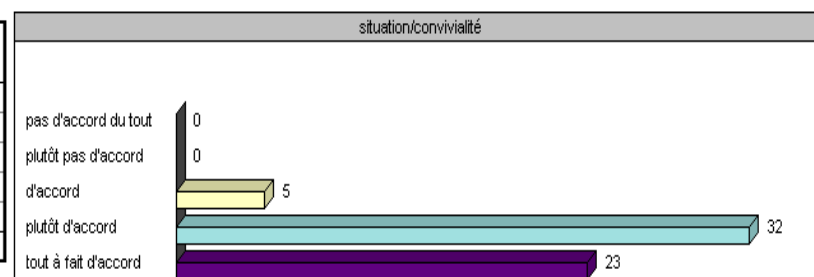 situation/convivialité
pas d'accord du tout 0
plutôt pas d'accord 0
d'accord 5
plutôt d'accord 32
tout à fait d'accord 23